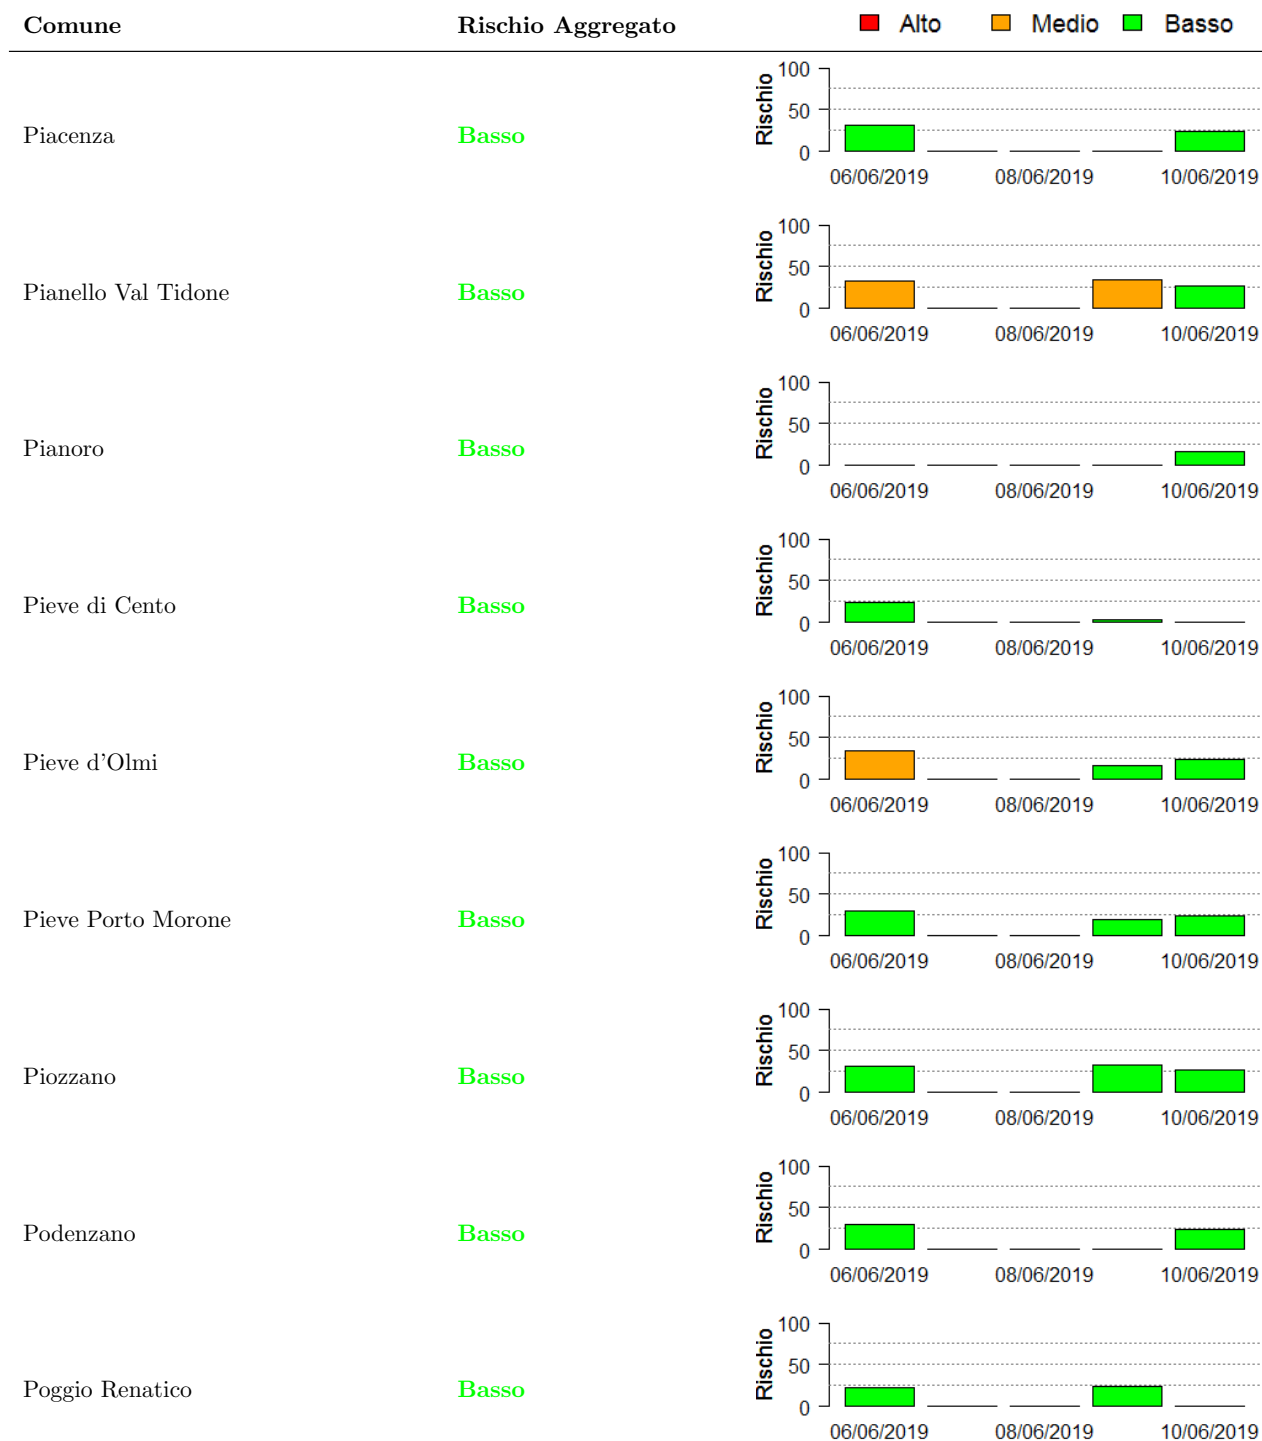 Comune Rischio Aggregato Alto Medio Basso
100
50
0
Rischio
Piacenza Basso
06/06/2019 08/06/2019 10/06/2019
100
50
0
Rischio
Pianello Val Tidone Basso
06/06/2019 08/06/2019 10/06/2019
100
50
0
Rischio
Pianoro Basso
06/06/2019 08/06/2019 10/06/2019
100
50
0
Rischio
Pieve di Cento Basso
06/06/2019 08/06/2019 10/06/2019
100
50
0
Rischio
Pieve d'Olmi Basso
06/06/2019 08/06/2019 10/06/2019
100
50
0
Rischio
Pieve Porto Morone Basso
06/06/2019 08/06/2019 10/06/2019
100
50
0
Rischio
Piozzano Basso
06/06/2019 08/06/2019 10/06/2019
100
50
0
Rischio
Podenzano Basso
06/06/2019 08/06/2019 10/06/2019
100
50
0
Rischio
Poggio Renatico Basso
06/06/2019 08/06/2019 10/06/2019